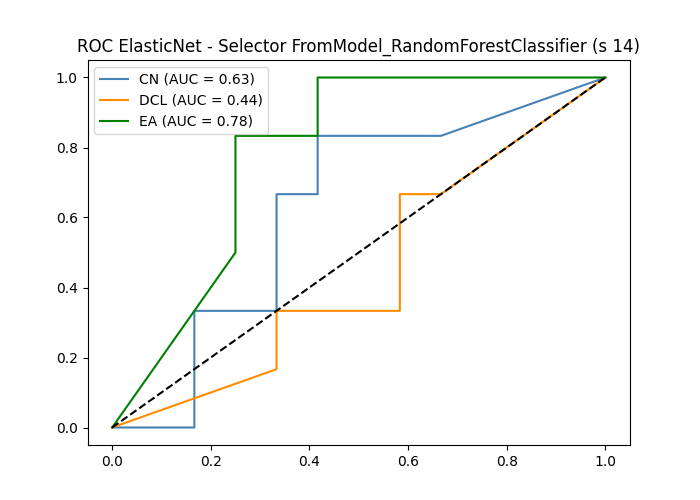 ROC ElasticNet - Selector FromModel_RandomForestClassifier (s 14)
CN (AUC = 0.63)
DCL (AUC = 0.44)
EA (AUC = 0.78)
1.0
0.8
0.6
0.4
0.2
0.0
0.0 0.2 0.4 0.6 0.8 1.0